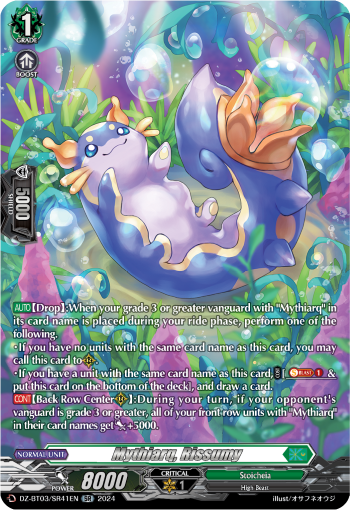 1
GRADE
BOOST
5000
SHIELD
AUTO【Drop】:When your grade 3 or greater vanguard with "Mythiarq" in
its card name is placed during your ride phase, perform one of the
following.
・If you have no units with the same card name as this card, you may
call this card to R.
・If you have a unit with the same card name as this card, COST [S BLAST 1 &
put this card on the bottom of the deck], and draw a card.
CONT【Back Row Center R】:During your turn, if your opponent's
vanguard is grade 3 or greater, all of your front row units with "Mythiarq"
in their card names get +5000.
NORMAL UNIT
Mythiarq, Rissumy
POWER 8000
CRITICAL
1
Stoicheia
High Beast
DZ-BT03/SR41EN SR 2024
illust/オサフネオウジ